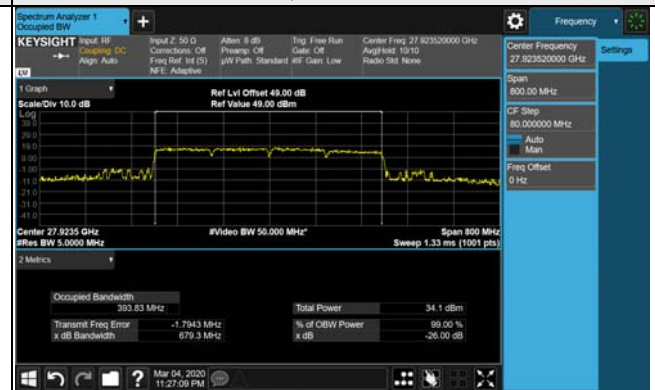 Spectrum Analyzer 1
Occupied BW
+
Frequency
KEYSIGHT
Input: RF
Coupling: DC
Align: Auto
Input Z: 50 Ω
Corrections: Off
Freq Ref: Int (S)
NFE: Adaptive
Atten: 8 dB
Preamp: Off
µW Path: Standard
Trig: Free Run
Gate: Off
#IF Gain: Low
Center Freq: 27.923520000 GHz
Avg|Hold: 10/10
Radio Std: None
Center Frequency
27.923520000 GHz
Settings
Span
800.00 MHz
CF Step
80.000000 MHz
Auto
Man
Freq Offset
0 Hz
1 Graph
Scale/Div 10.0 dB
Ref Lvl Offset 49.00 dB
Ref Value 49.00 dBm
Log
39.0
29.0
19.0
9.00
-1.00
-11.0
-21.0
-31.0
-41.0
Center 27.9235 GHz
#Video BW 50.000 MHz*
Span 800 MHz
#Res BW 5.0000 MHz
Sweep 1.33 ms (1001 pts)
2 Metrics
Occupied Bandwidth
393.83 MHz
Total Power 34.1 dBm
Transmit Freq Error -1.7943 MHz
% of OBW Power 99.00 %
x dB Bandwidth 679.3 MHz
x dB -26.00 dB
?
Mar 04, 2020
11:27:09 PM